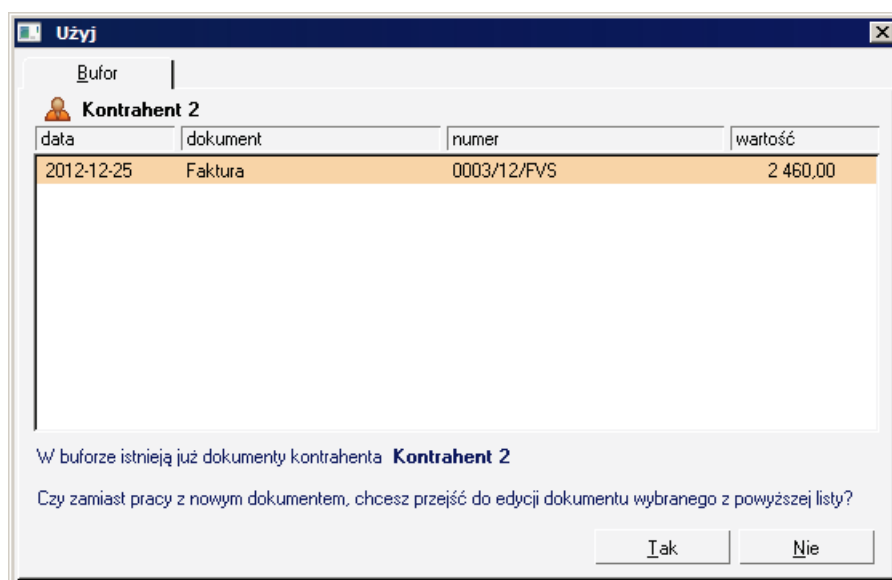 Użyj
Bufor
Kontrahent 2
data dokument numer wartość
2012-12-25 Faktura 0003/12/FVS 2 460,00
W buforze istnieją już dokumenty kontrahenta Kontrahent 2
Czy zamiast pracy z nowym dokumentem, chcesz przejść do edycji dokumentu wybranego z powyższej listy?
Tak Nie